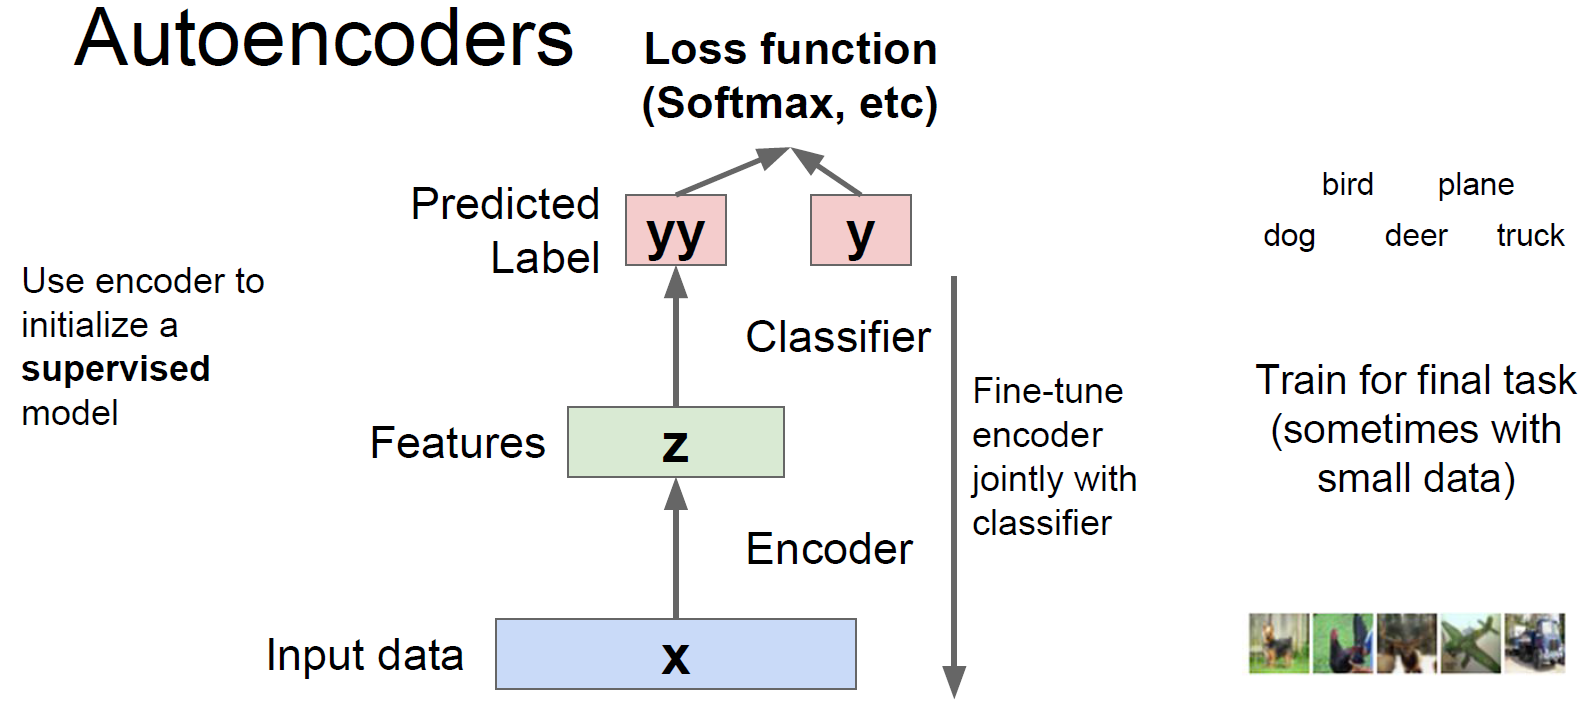 Autoencoders
Loss function
(Softmax, etc)
Predicted
Label
yy
y
bird plane
dog deer truck
Use encoder to
initialize a
supervised
model
Classifier
Features
z
Fine-tune
encoder
jointly with
classifier
Train for final task
(sometimes with
small data)
Encoder
Input data
x